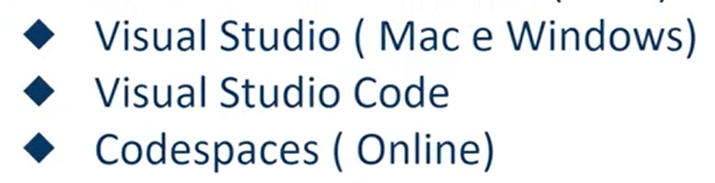 Visual Studio ( Mac e Windows)
Visual Studio Code
Codespaces ( Online)